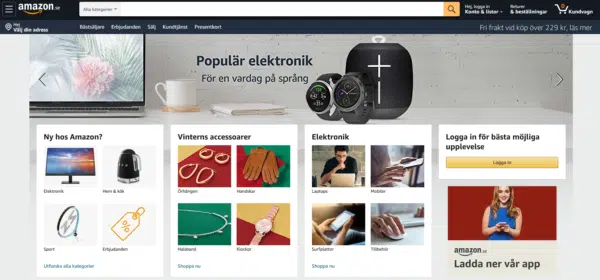 amazon.se
Alla kategorier
Hej, logga in
Konto & listor
Returer
& beställningar
0
Kundvagn
Hej
Välj din adress
Bästsäljare
Erbjudanden
Sälj
Kundtjänst
Presentkort
Fri frakt vid köp över 229 kr, läs mer
Populär elektronik
För en vardag på språng
Ny hos Amazon?
Elektronik
Hem & kök
Sport
Erbjudanden
Utforska alla kategorier
Vinterns accessoarer
Örhängen
Handskar
Halsband
Klockor
Shoppa nu
Elektronik
Laptops
Mobiler
Surfplattor
Tillbehör
Shoppa nu
Logga in för bästa möjliga
upplevelse
Logga in
amazon.se
Ladda ner vår app